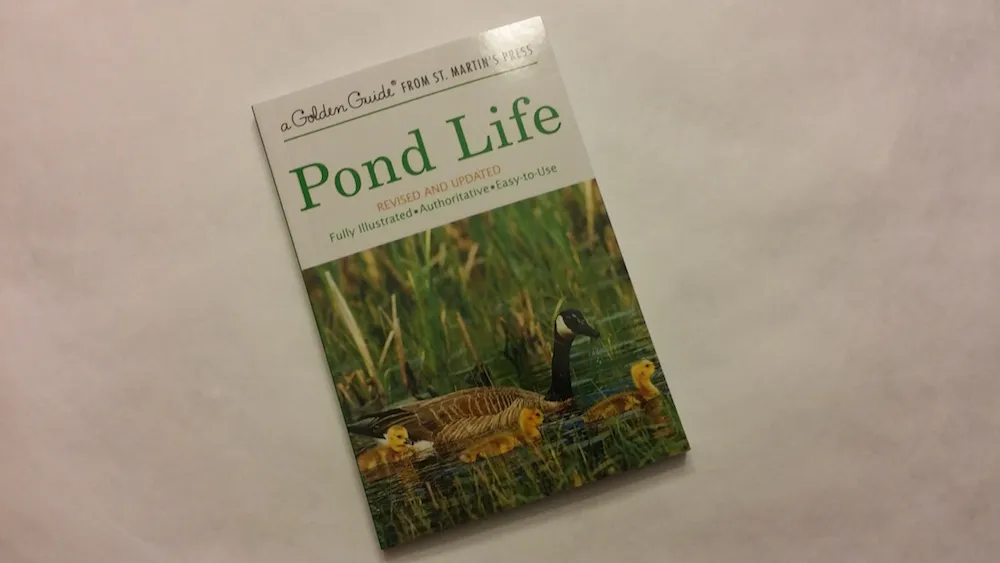 a Golden Guide® FROM ST. MARTIN'S PRESS
Pond Life
REVISED AND UPDATED
Fully Illustrated•Authoritative•Easy-to-Use